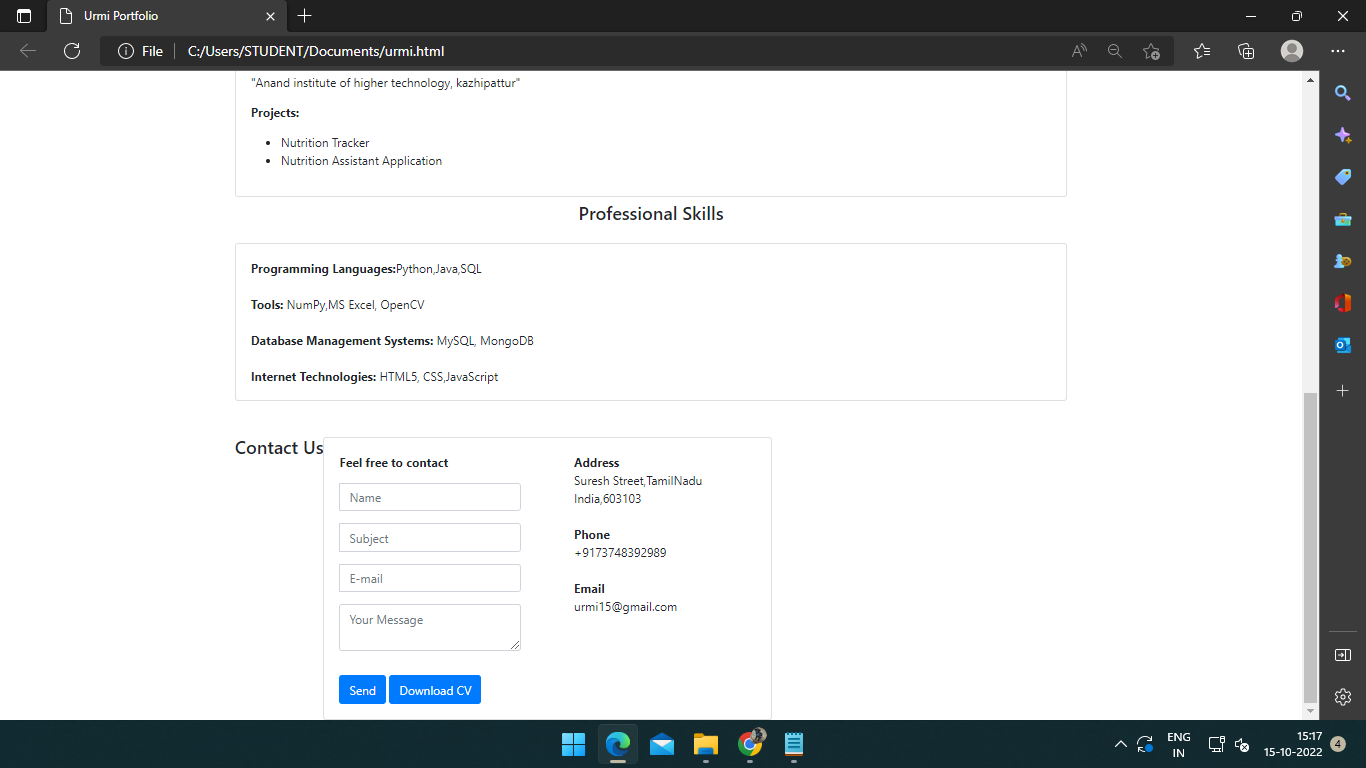 Urmi Portfolio
File
C:/Users/STUDENT/Documents/urmi.html
"Anand institute of higher technology, kazhipattur"
Projects:
Nutrition Tracker
Nutrition Assistant Application
Professional Skills
Programming Languages:Python,Java,SQL
Tools: NumPy,MS Excel, OpenCV
Database Management Systems: MySQL, MongoDB
Internet Technologies: HTML5, CSS,JavaScript
Contact Us
Feel free to contact
Name
Subject
E-mail
Your Message
Send
Download CV
Address
Suresh Street,TamilNadu
India,603103
Phone
+9173748392989
Email
urmi15@gmail.com
ENG
IN
15:17
15-10-2022
4